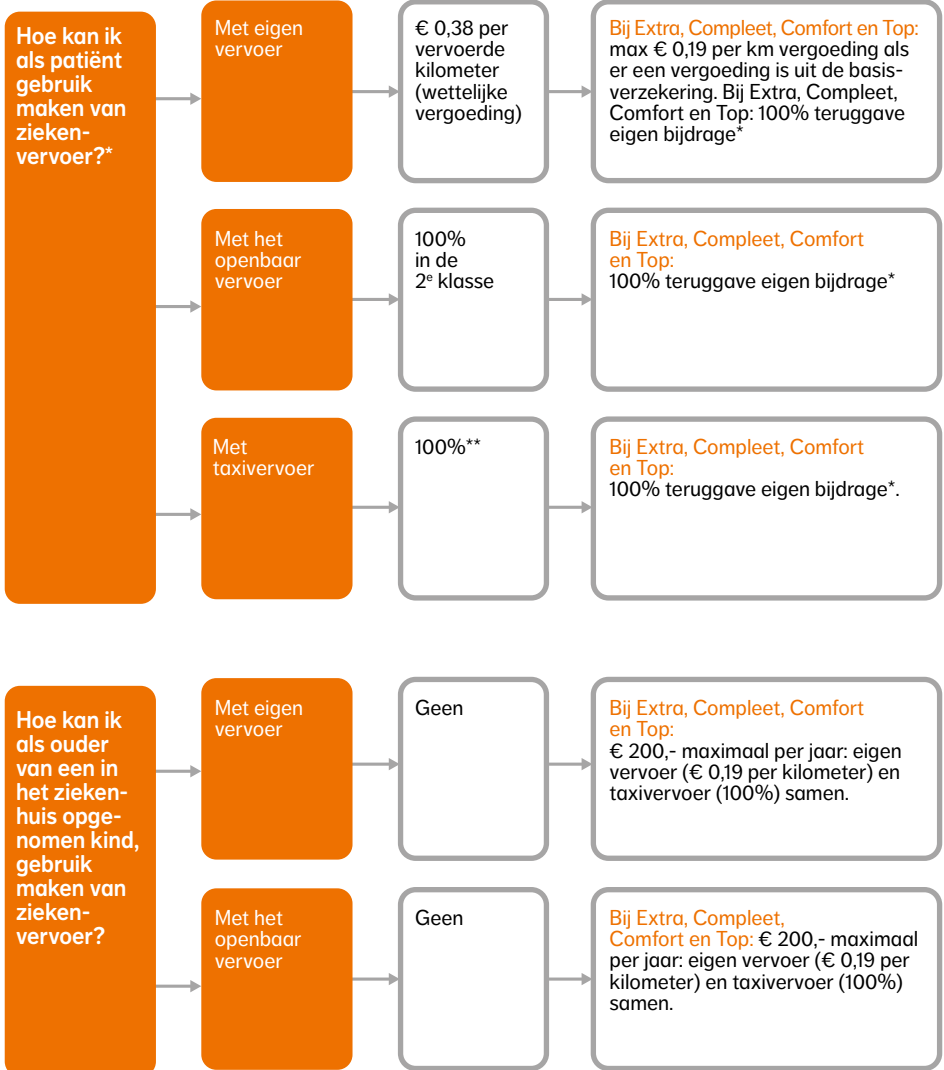 Hoe kan ik
als patiënt
gebruik
maken van
zieken-
vervoer?*
Met eigen
vervoer
€ 0,38 per
vervoerde
kilometer
(wettelijke
vergoeding)
Bij Extra, Compleet, Comfort en Top:
max € 0,19 per km vergoeding als
er een vergoeding is uit de basis-
verzekering. Bij Extra, Compleet,
Comfort en Top: 100% teruggave
eigen bijdrage*
Met het
openbaar
vervoer
100%
in de
2e klasse
Bij Extra, Compleet, Comfort
en Top:
100% teruggave eigen bijdrage*
Met
taxivervoer
100%**
Bij Extra, Compleet, Comfort
en Top:
100% teruggave eigen bijdrage*.
Hoe kan ik
als ouder
van een in
het zieken-
huis opge-
nomen kind,
gebruik
maken van
zieken-
vervoer?
Met eigen
vervoer
Geen
Bij Extra, Compleet, Comfort
en Top:
€ 200,- maximaal per jaar: eigen
vervoer (€ 0,19 per kilometer) en
taxivervoer (100%) samen.
Met het
openbaar
vervoer
Geen
Bij Extra, Compleet,
Comfort en Top: € 200,- maximaal
per jaar: eigen vervoer (€ 0,19 per
kilometer) en taxivervoer (100%)
samen.